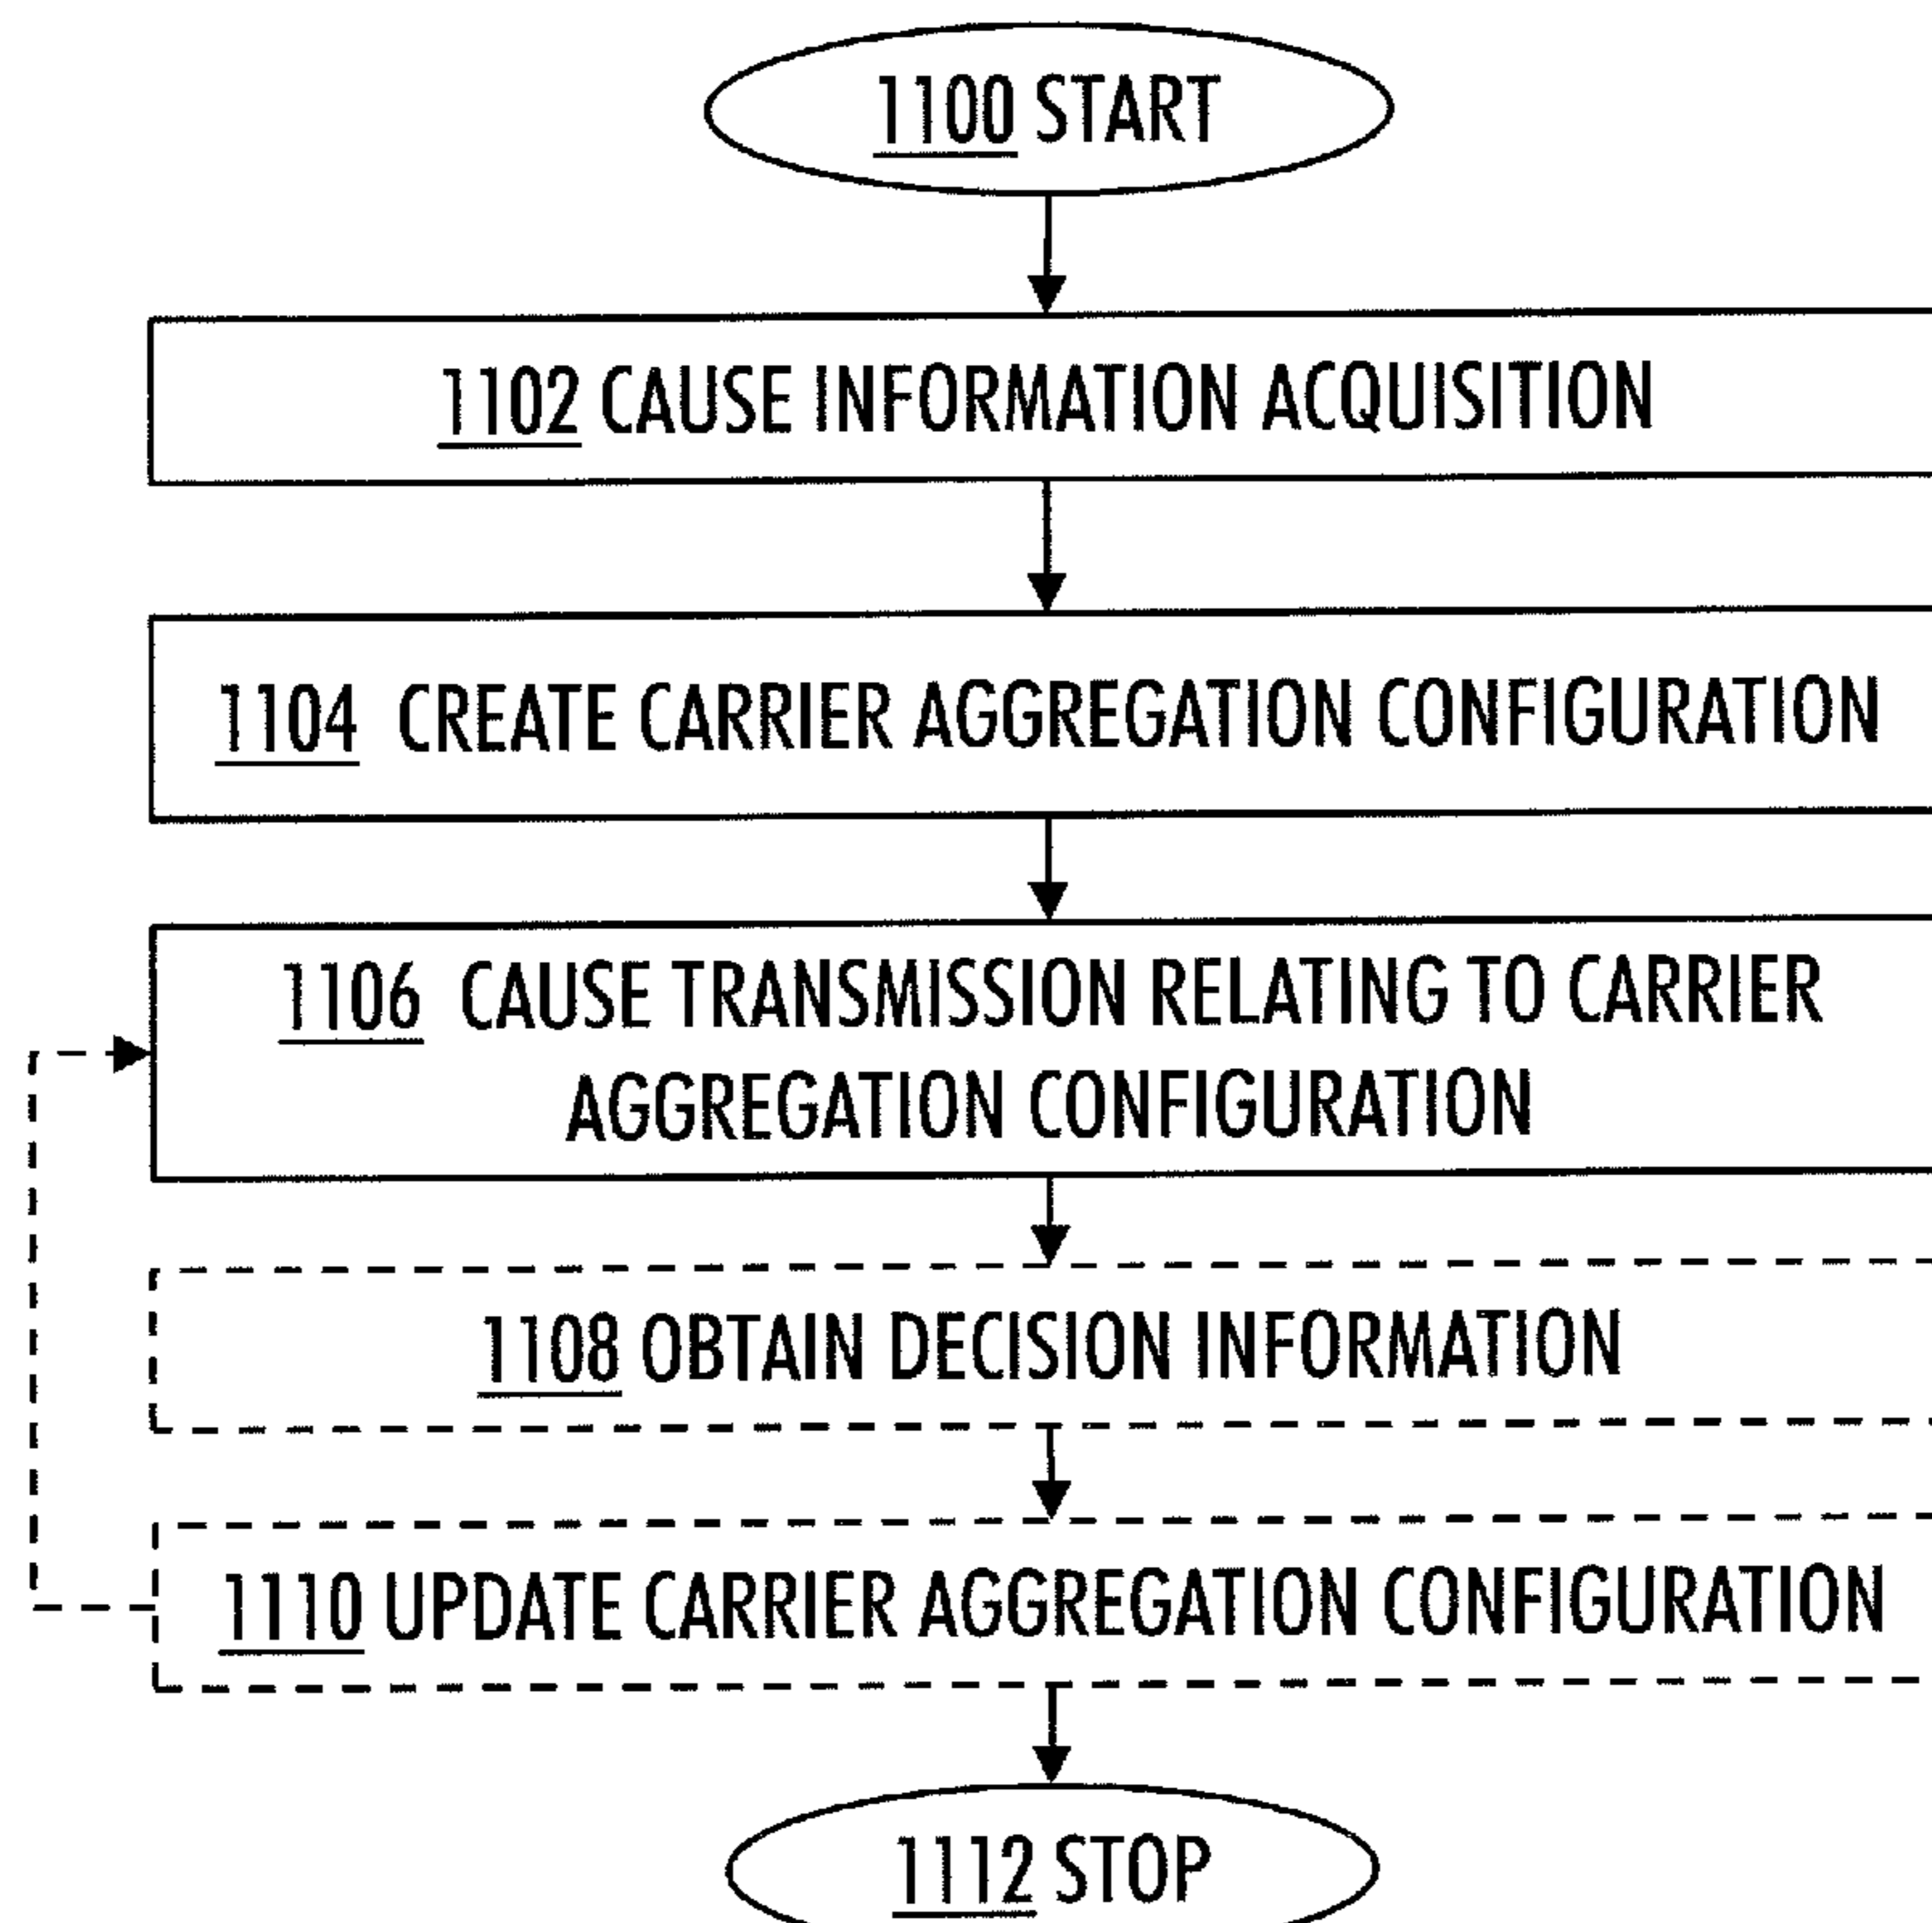 1100 START
1102 CAUSE INFORMATION ACQUISITION
1104 CREATE CARRIER AGGREGATION CONFIGURATION
1106 CAUSE TRANSMISSION RELATING TO CARRIER
AGGREGATION CONFIGURATION
1108 OBTAIN DECISION INFORMATION
1110 UPDATE CARRIER AGGREGATION CONFIGURATION
1112 STOP